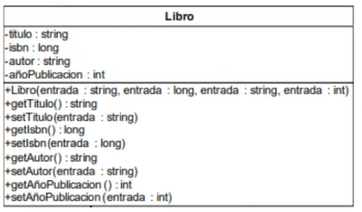 Libro
-titulo : string
-isbn : long
-autor : string
-añoPublicacion : int
+Libro(entrada : string, entrada : long, entrada : string, entrada : int)
+getTitulo() : string
+setTitulo(entrada : string)
+getIsbn() : long
+setIsbn(entrada : long)
+getAutor() : string
+setAutor(entrada : string)
+getAñoPublicacion () : int
+setAñoPublicacion (entrada : int)